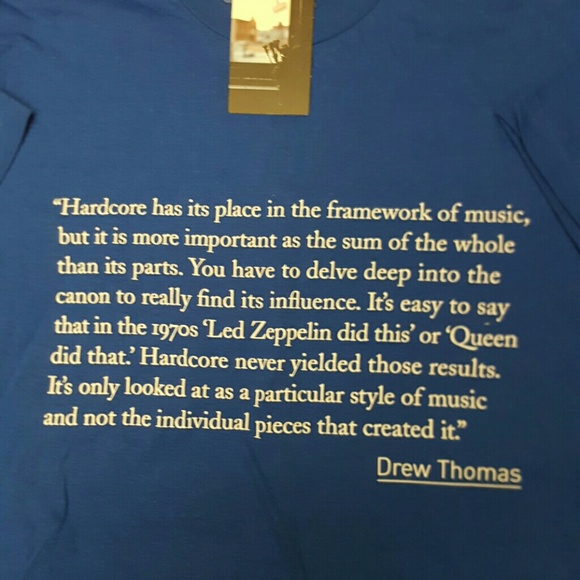 “Hardcore has its place in the framework of music,
but it is more important as the sum of the whole
than its parts. You have to delve deep into the
canon to really find its influence. It’s easy to say
that in the 1970s ‘Led Zeppelin did this’ or ‘Queen
did that.’ Hardcore never yielded those results.
It’s only looked at as a particular style of music
and not the individual pieces that created it.”
Drew Thomas